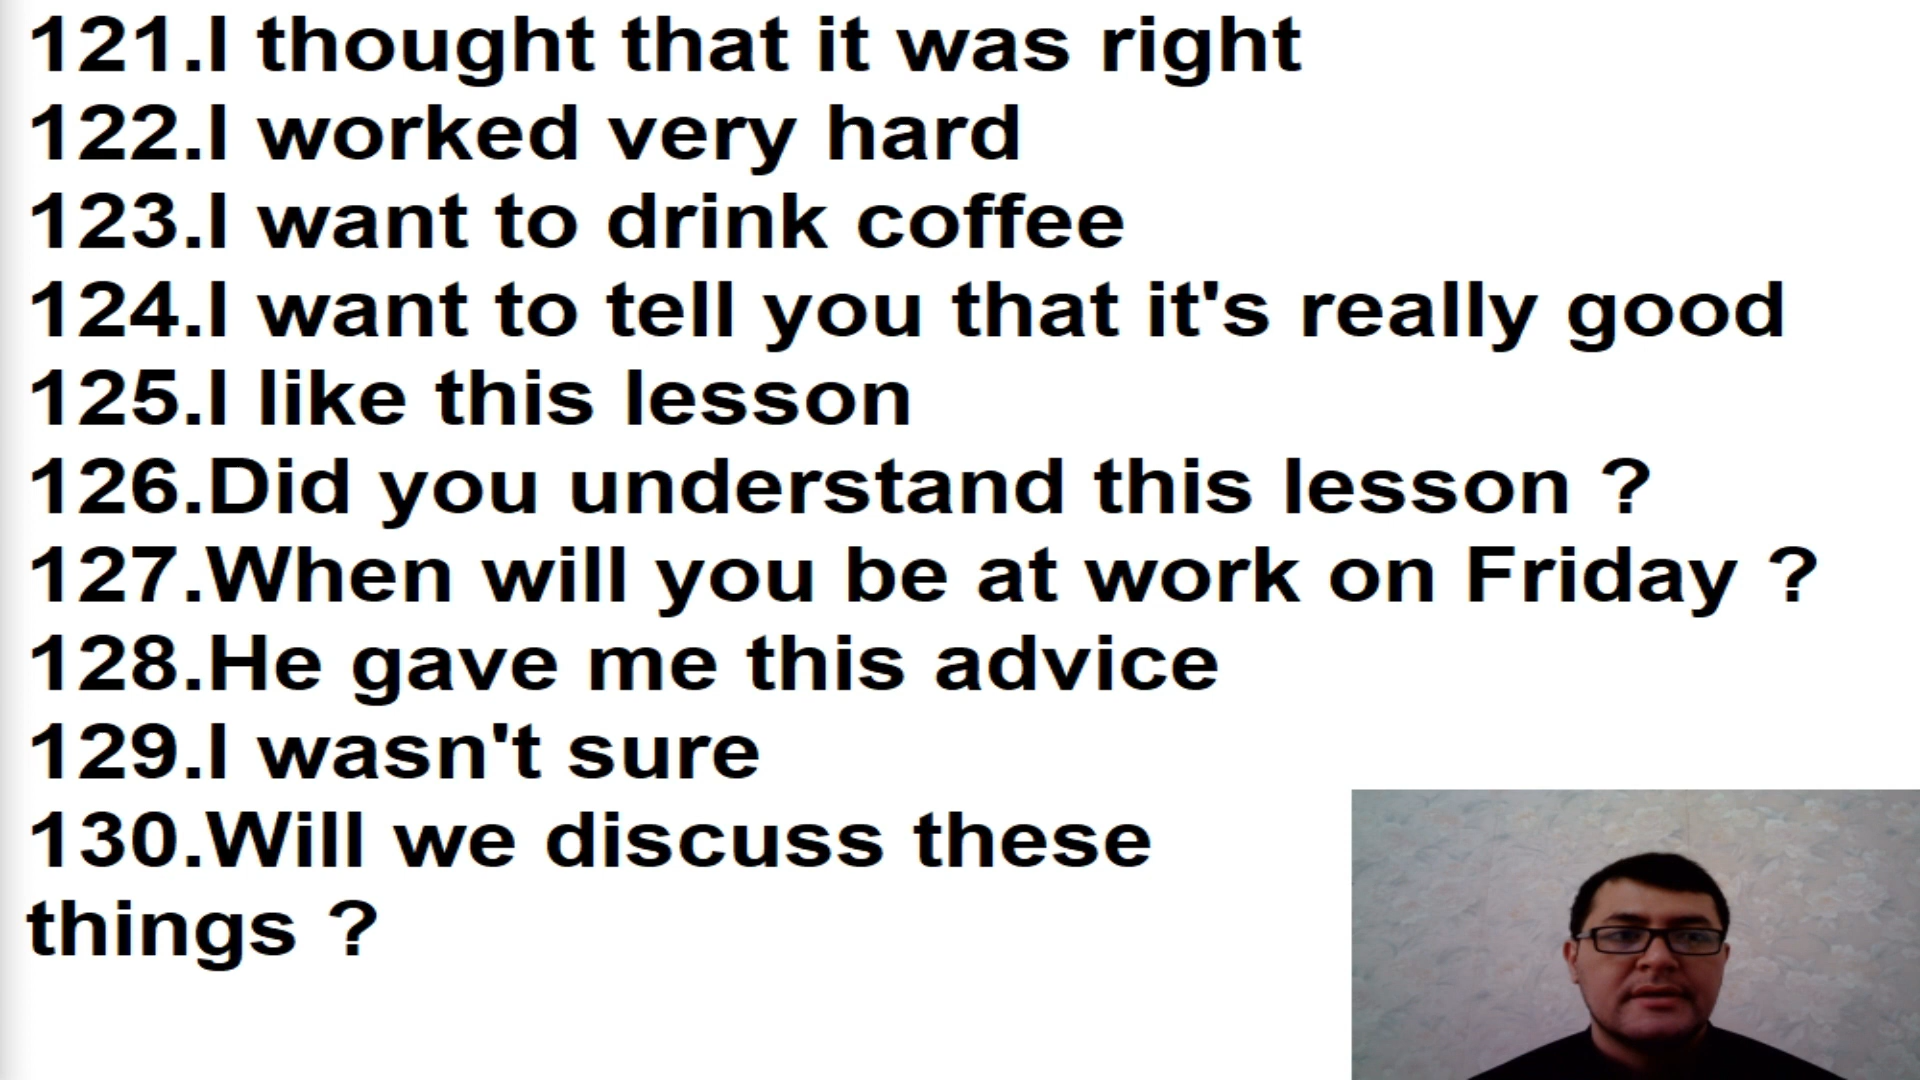 121.I thought that it was right
122.I worked very hard
123.I want to drink coffee
124.I want to tell you that it's really good
125.I like this lesson
126.Did you understand this lesson ?
127.When will you be at work on Friday ?
128.He gave me this advice
129.I wasn't sure
130.Will we discuss these
things ?